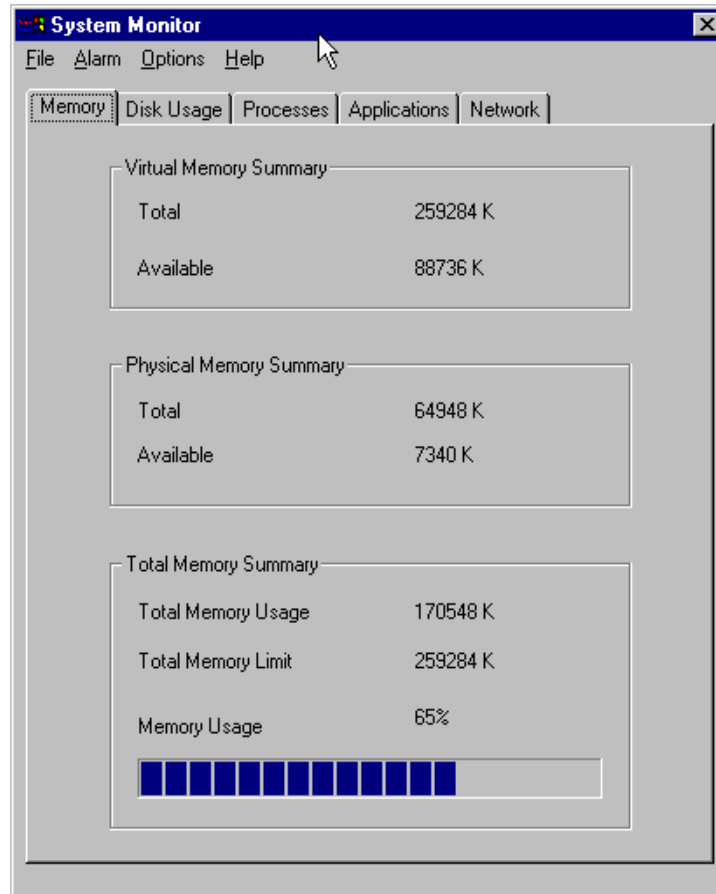 System Monitor
File Alarm Options Help
Memory Disk Usage Processes Applications Network
Virtual Memory Summary
Total 259284 K
Available 88736 K
Physical Memory Summary
Total 64948 K
Available 7340 K
Total Memory Summary
Total Memory Usage 170548 K
Total Memory Limit 259284 K
Memory Usage 65%